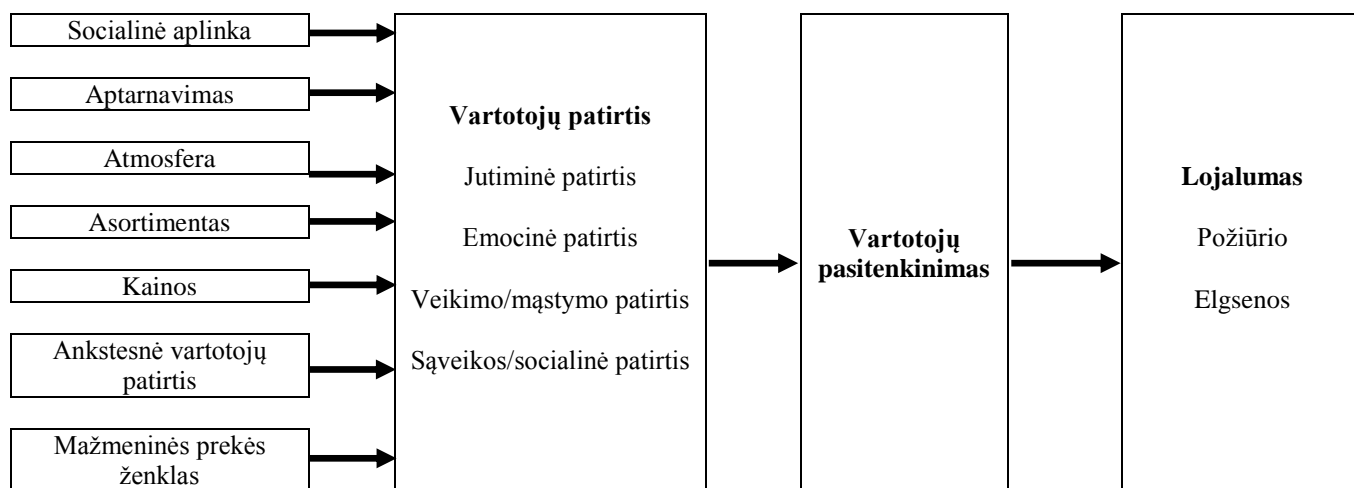 Socialinė aplinka
Aptarnavimas
Atmosfera
Asortimentas
Kainos
Ankstesnė vartotojų
patirtis
Mažmeninės prekės
ženklas
Vartotojų patirtis
Jutiminė patirtis
Emocinė patirtis
Veikimo/mąstymo patirtis
Sąveikos/socialinė patirtis
Vartotojų
pasitenkinimas
Lojalumas
Požiūrio
Elgsenos